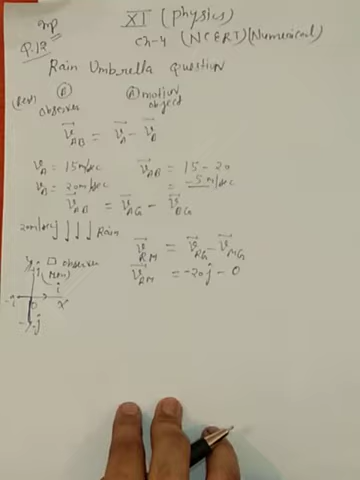 Imp
XI (Physics)
Q.12
Ch-4 (NCERT)(Numerical)
Rain Umbrella Question
(Rest) observer
(A) motion object
V⃗AB = V⃗A - V⃗B
VA = 15m/sec
VB = 20m/sec
V⃗AB = 15 - 20
= -5m/sec
V⃗AB = V⃗AG - V⃗BG
20m/sec ↓ ↓ ↓ ↓ Rain
V⃗RM = V⃗RG - V⃗MG
V⃗RM = -20ĵ - 0
observer
(Man)
-î
O
î
x
-ĵ